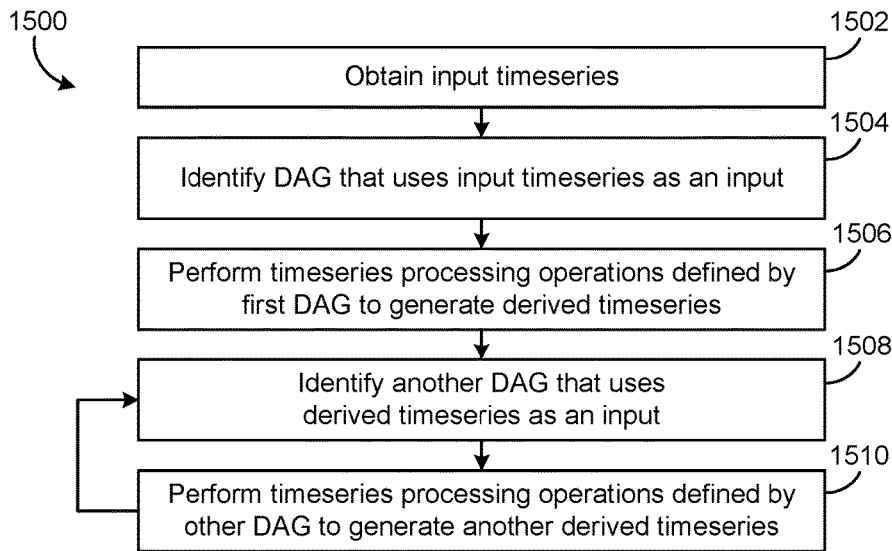 1500
1502
Obtain input timeseries
1504
Identify DAG that uses input timeseries as an input
1506
Perform timeseries processing operations defined by
first DAG to generate derived timeseries
1508
Identify another DAG that uses
derived timeseries as an input
1510
Perform timeseries processing operations defined by
other DAG to generate another derived timeseries